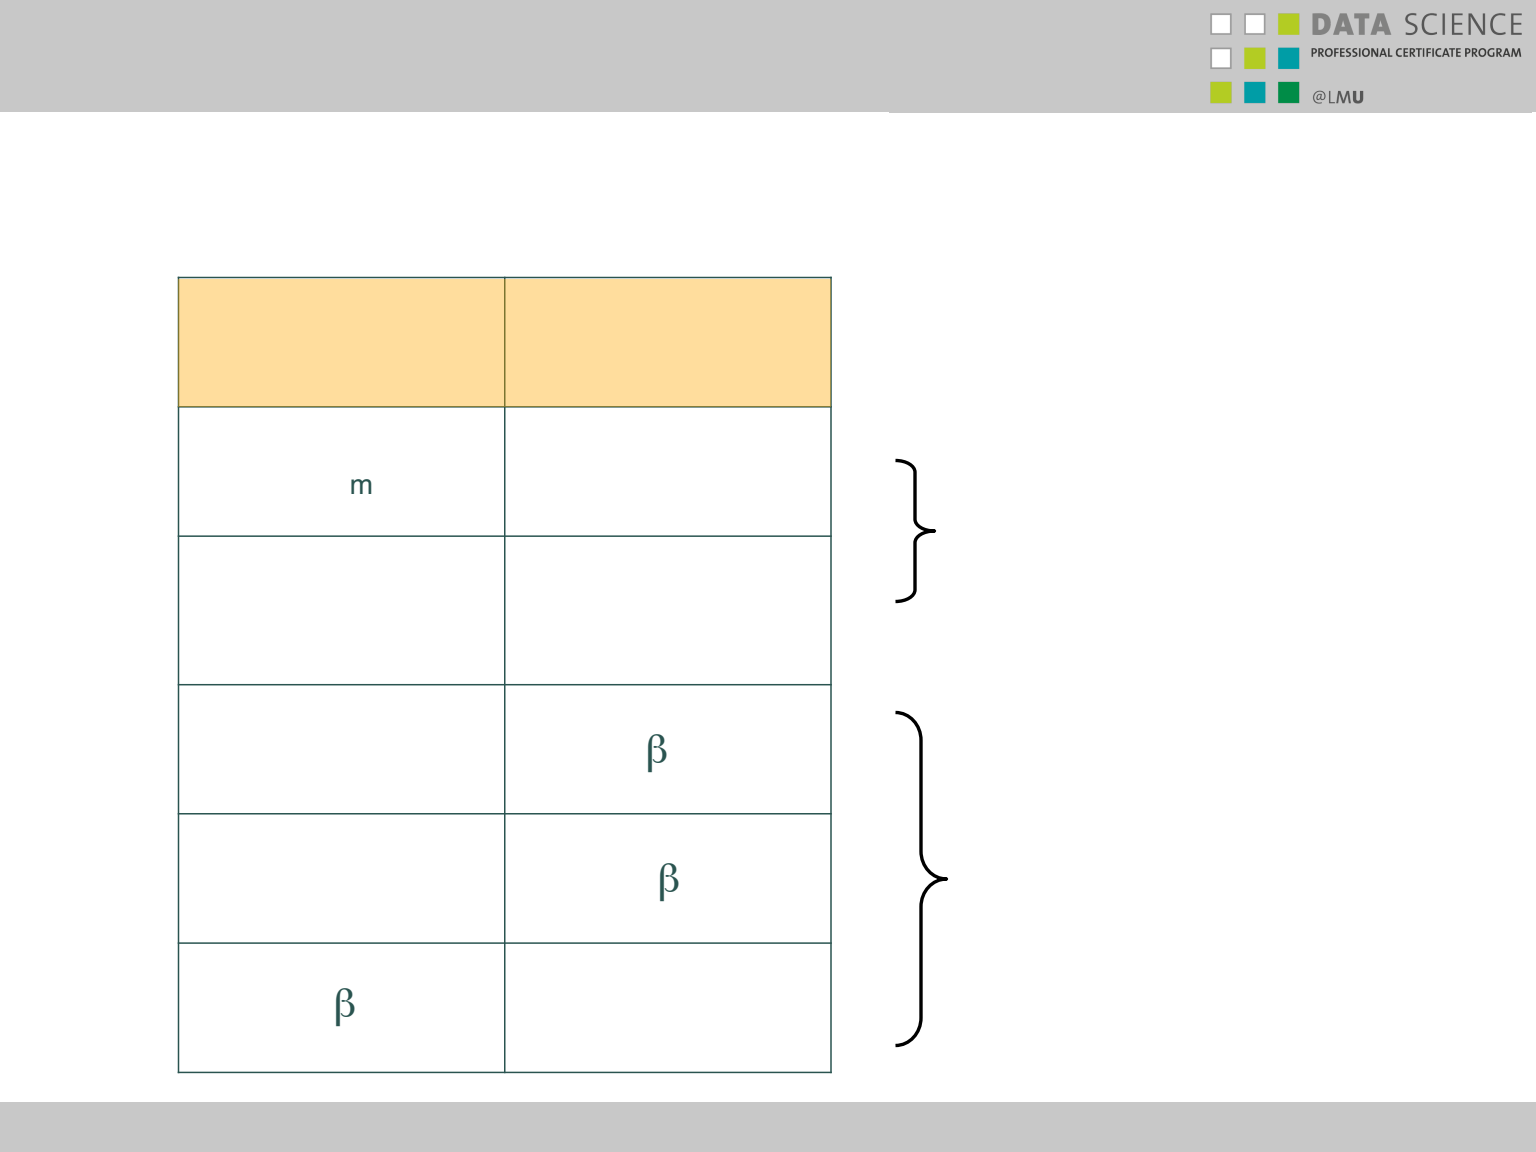 DATA SCIENCE
PROFESSIONAL CERTIFICATE PROGRAM
@LMU
m
β
β
β